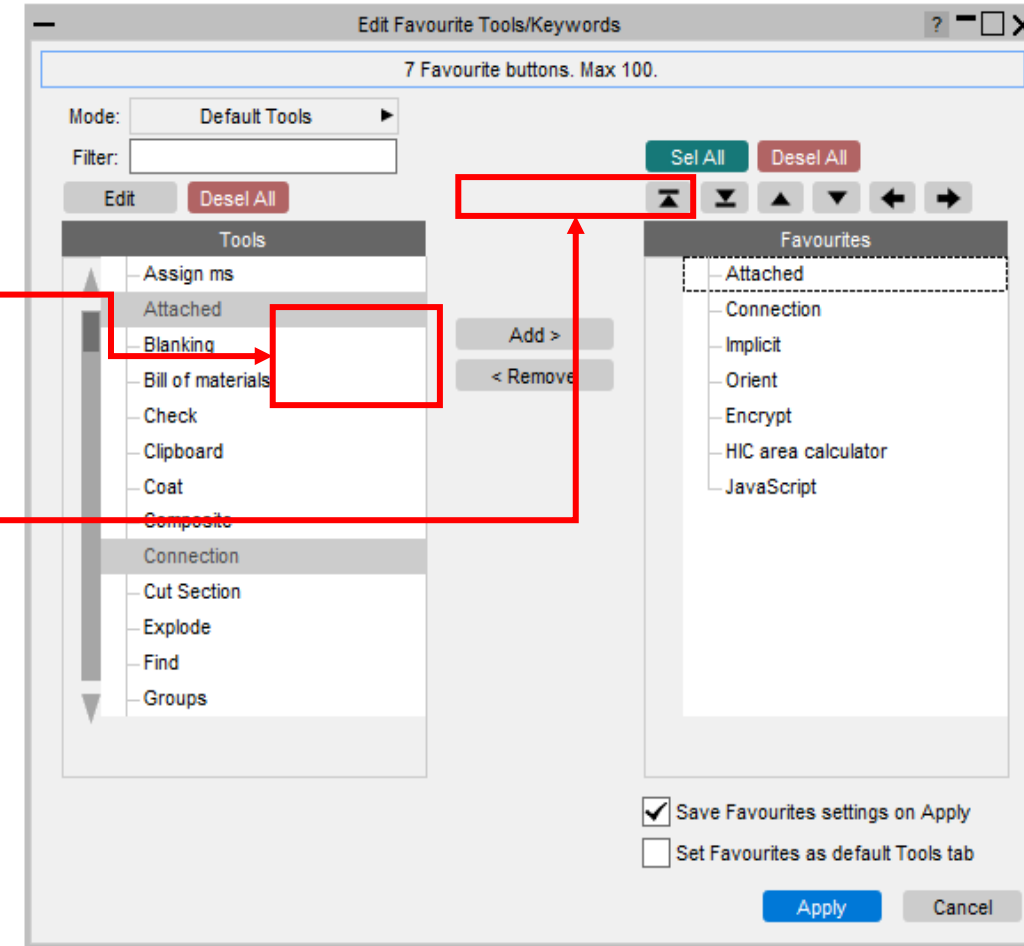 Edit Favourite Tools/Keywords ?
7 Favourite buttons. Max 100.
Mode: Default Tools
Filter:
Sel All Desel All
Edit Desel All
Tools
Assign ms
Attached
Blanking
Bill of materials
Check
Clipboard
Coat
Composite
Connection
Cut Section
Explode
Find
Groups
Add >
< Remove
Favourites
Attached
Connection
Implicit
Orient
Encrypt
HIC area calculator
JavaScript
Save Favourites settings on Apply
Set Favourites as default Tools tab
Apply Cancel